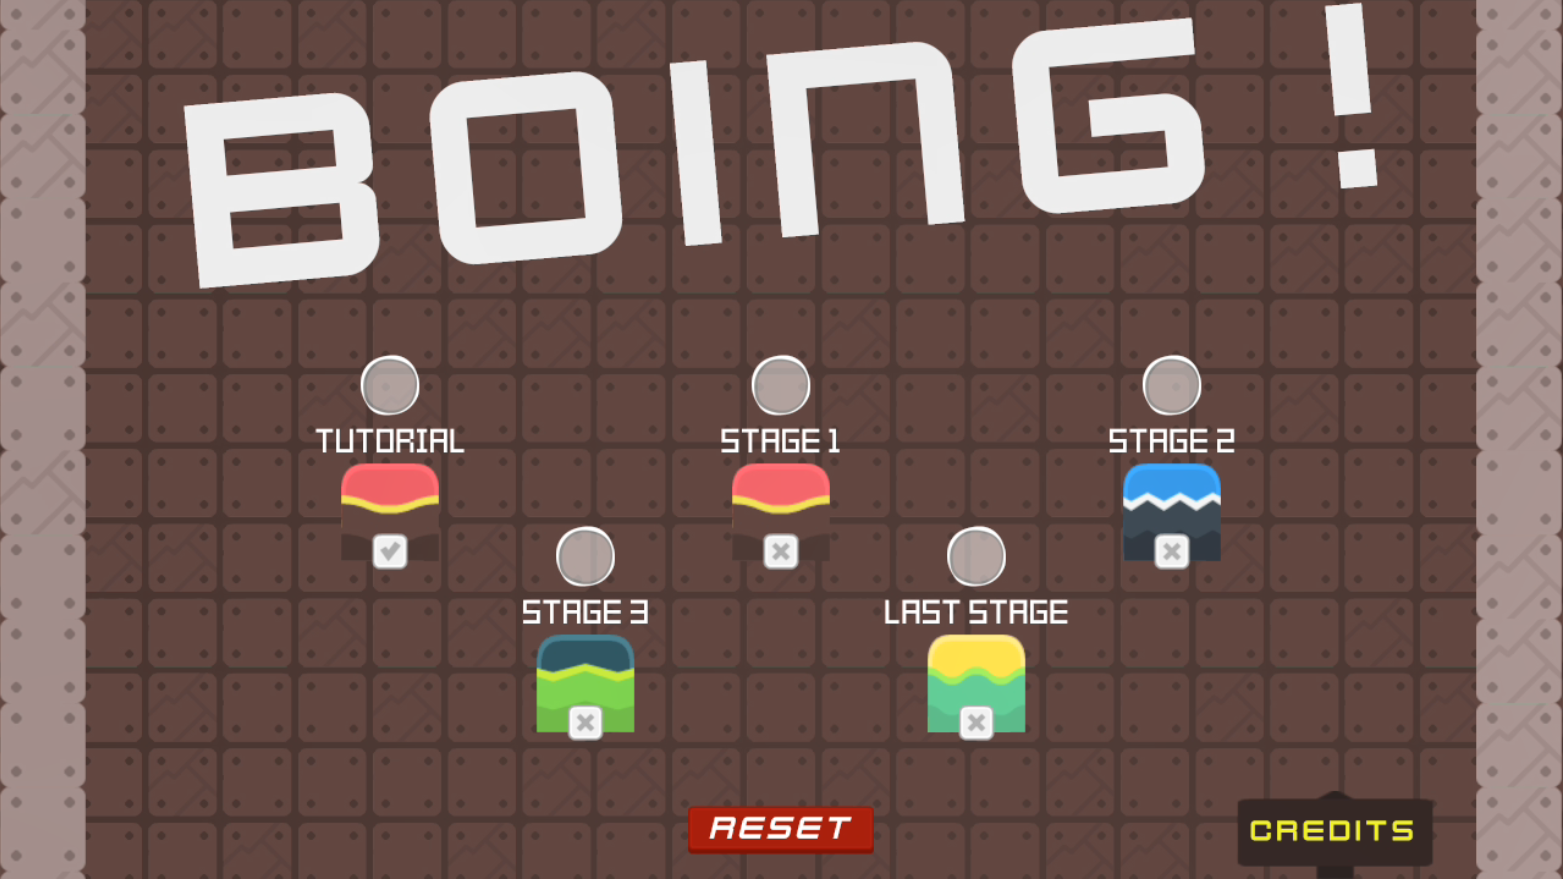 BOING!
TUTORIAL
STAGE 1
STAGE 2
STAGE 3
LAST STAGE
RESET
CREDITS